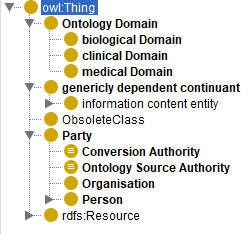 owl:Thing
Ontology Domain
biological Domain
clinical Domain
medical Domain
genericly dependent continuant
information content entity
ObsoleteClass
Party
Conversion Authority
Ontology Source Authority
Organisation
Person
rdfs:Resource